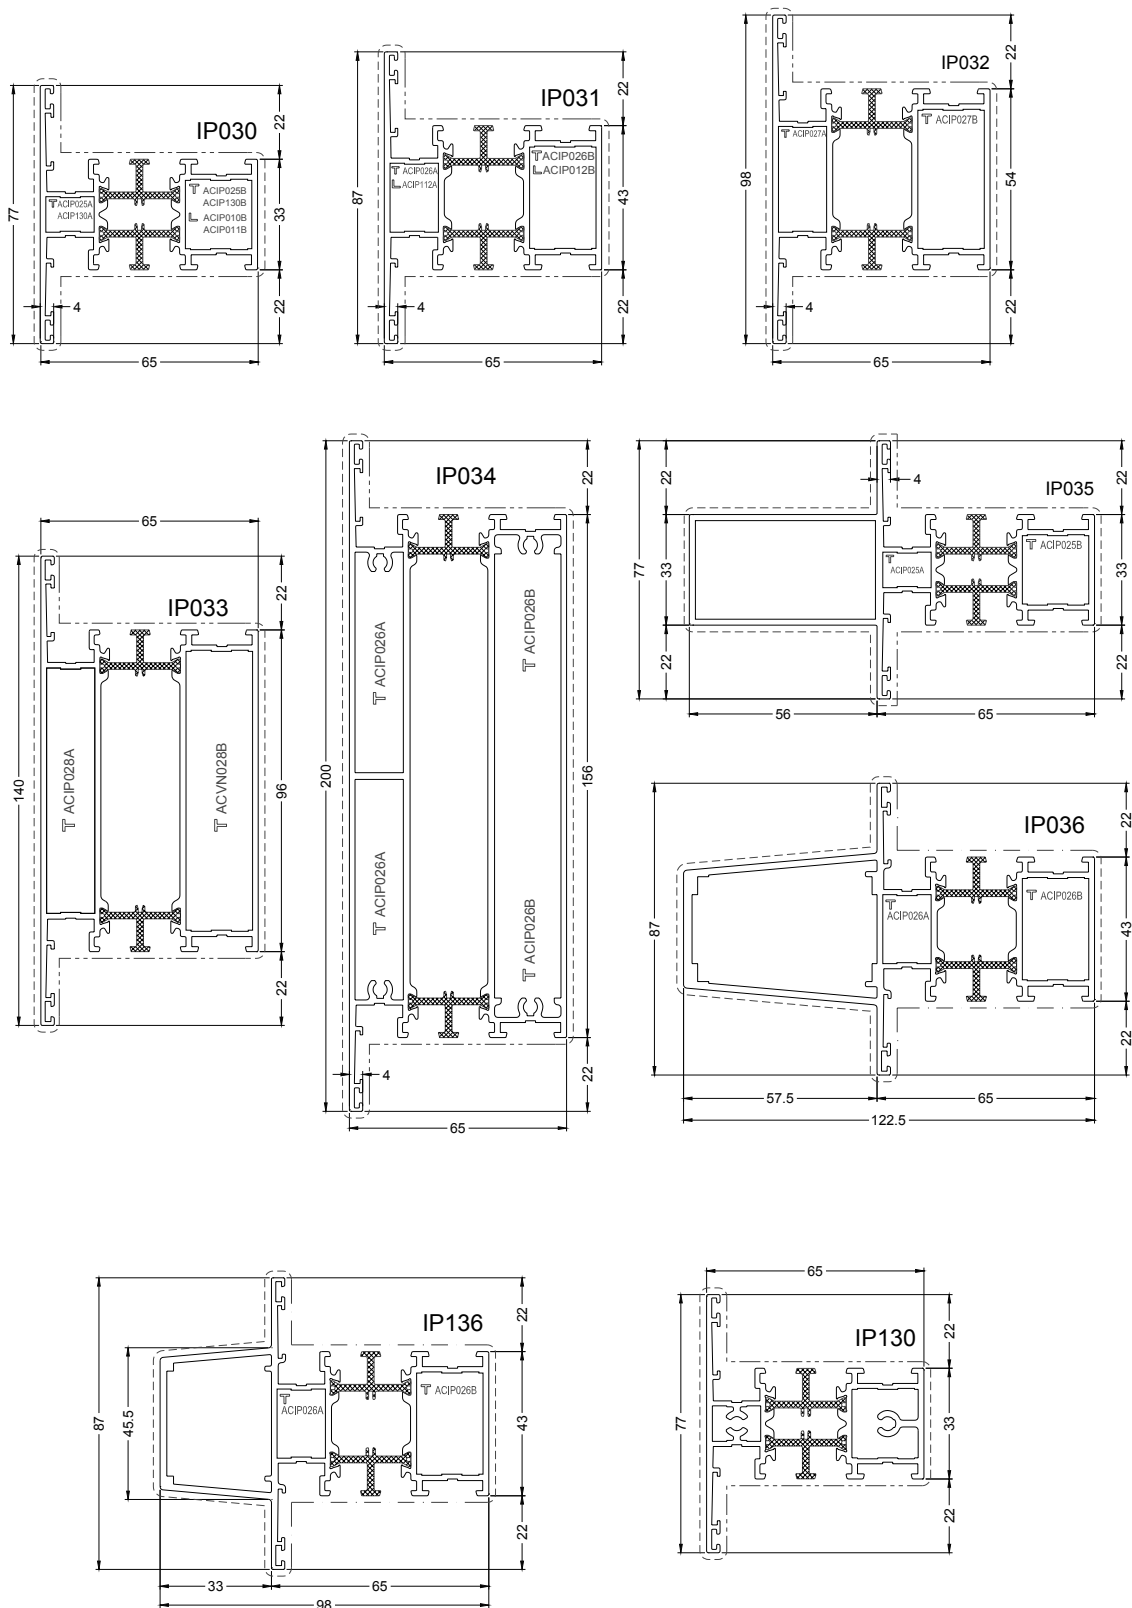 IP030
77
22
33
22
4
65
T ACIP025A
ACIP130A
T ACIP025B
ACIP130B
L ACIP010B
ACIP011B
IP031
87
22
43
22
4
65
T ACIP026A
L ACIP112A
T ACIP026B
L ACIP012B
IP032
98
22
54
22
4
65
T ACIP027A
T ACIP027B
IP033
65
140
22
96
22
T ACIP028A
T ACVN028B
IP034
200
22
156
22
4
65
T ACIP026A
T ACIP026B
T ACIP026A
T ACIP026B
IP035
77
22
33
22
4
22
33
22
56
65
T
ACIP025A
T ACIP025B
IP036
87
22
43
22
57.5
65
122.5
T
ACIP026A
T ACIP026B
IP136
87
45.5
22
43
22
33
65
98
T
ACIP026A
T ACIP026B
IP130
65
77
22
33
22